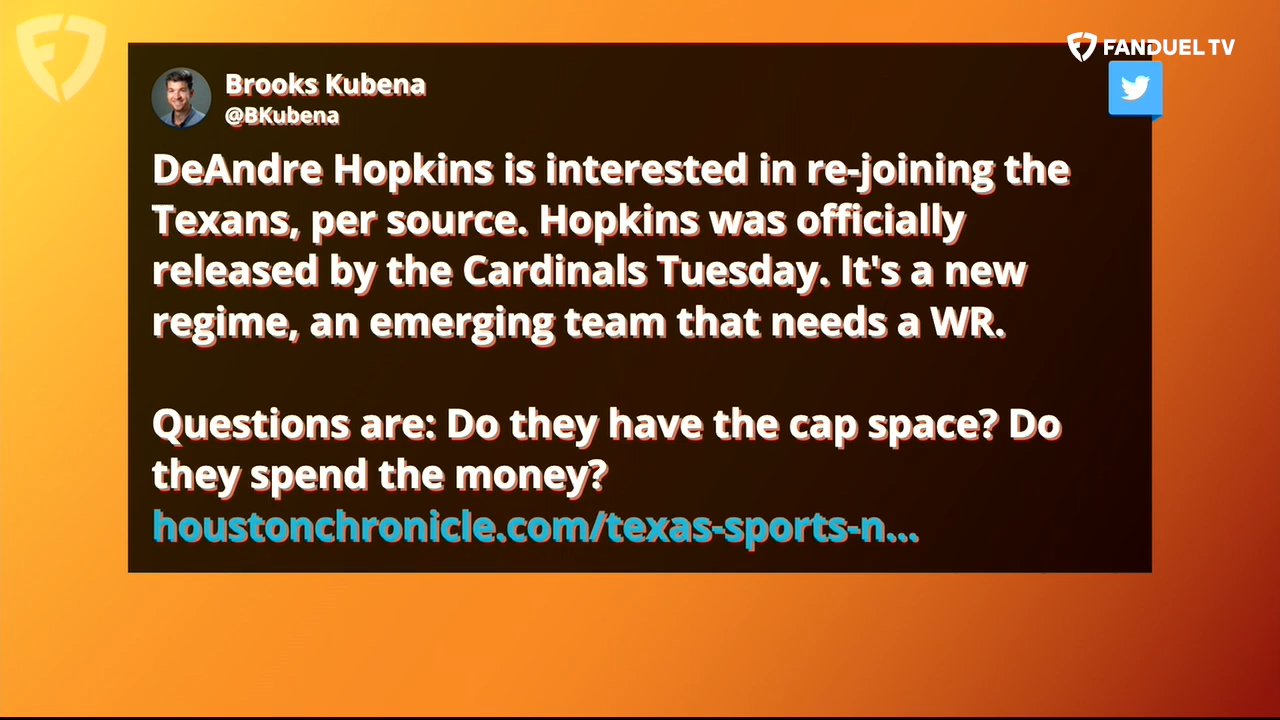 FANDUEL TV
Brooks Kubena
@BKubena
DeAndre Hopkins is interested in re-joining the
Texans, per source. Hopkins was officially
released by the Cardinals Tuesday. It's a new
regime, an emerging team that needs a WR.
Questions are: Do they have the cap space? Do
they spend the money?
houstonchronicle.com/texas-sports-n...